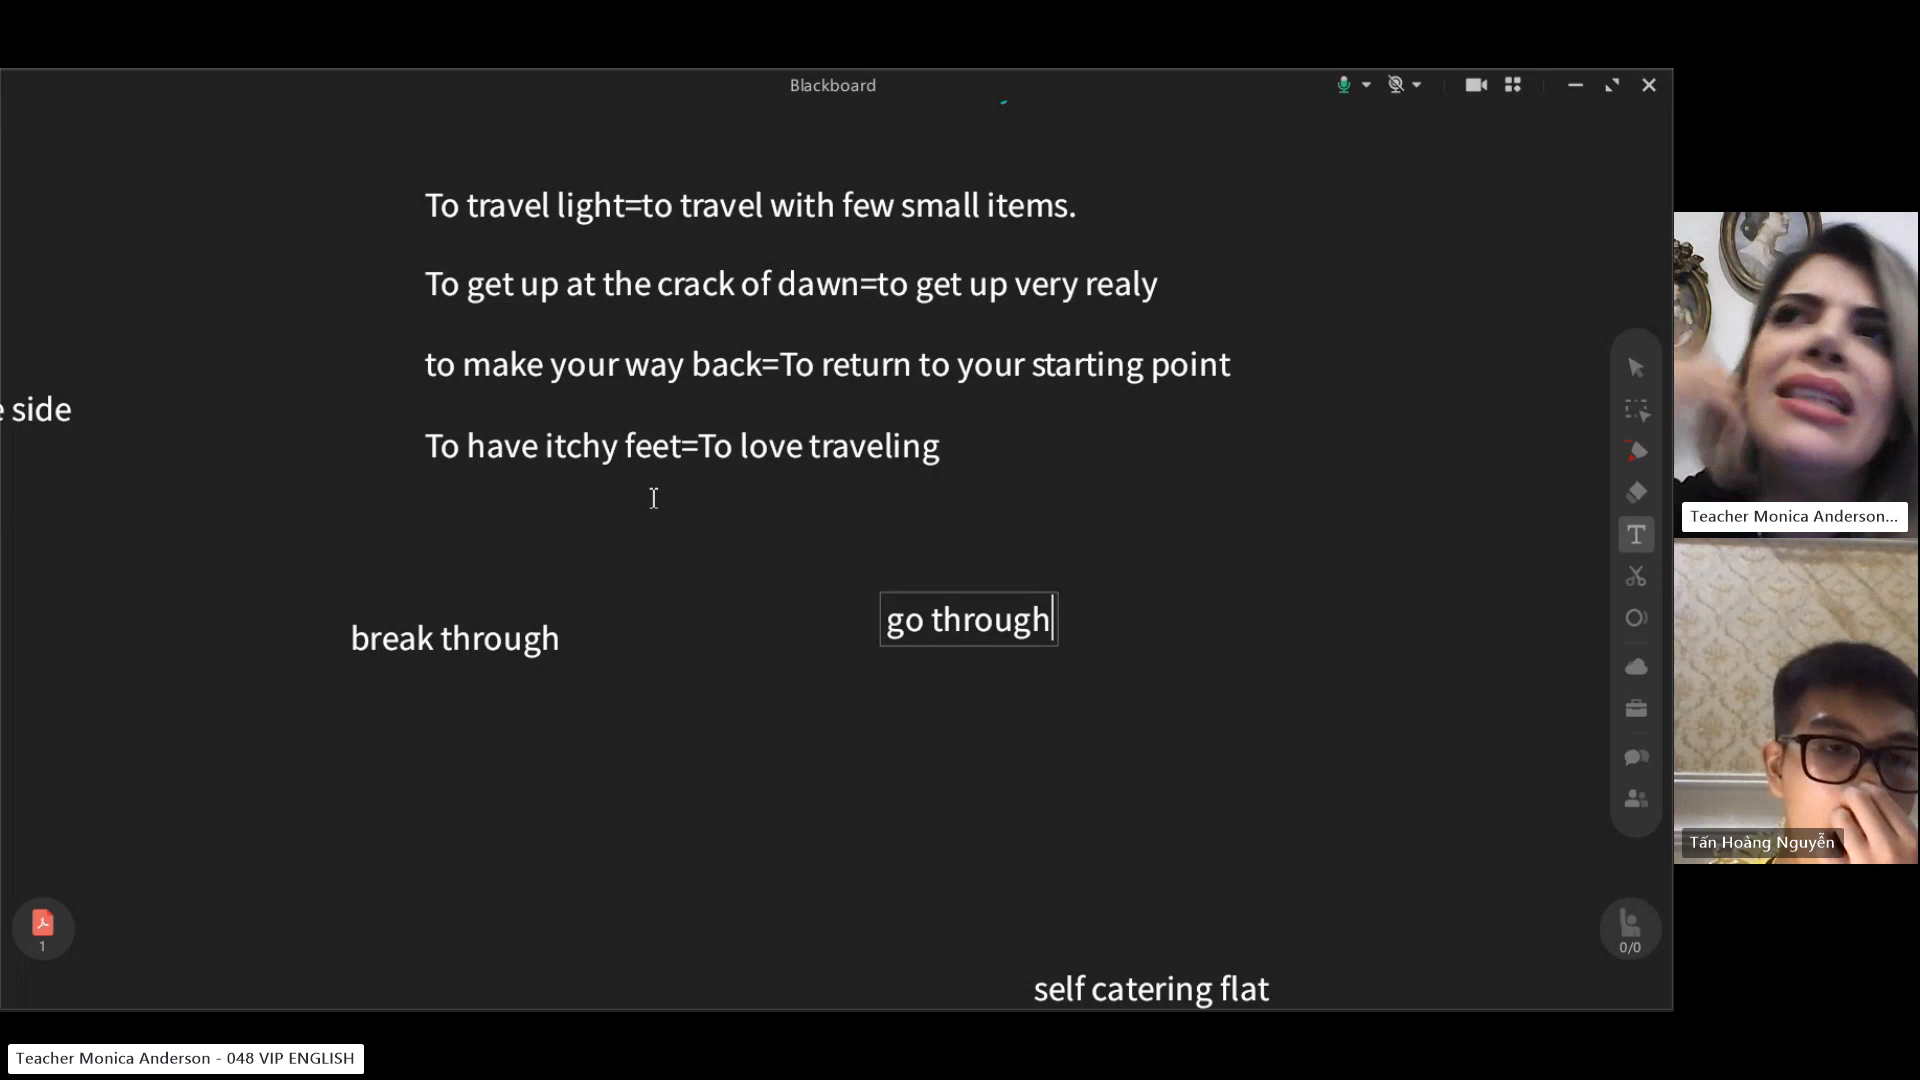 Blackboard
To travel light=to travel with few small items.
To get up at the crack of dawn=to get up very realy
to make your way back=To return to your starting point
e side
To have itchy feet=To love traveling
Teacher Monica Anderson...
go through
break through
Tấn Hoàng Nguyễn
1
0/0
self catering flat
Teacher Monica Anderson - 048 VIP ENGLISH